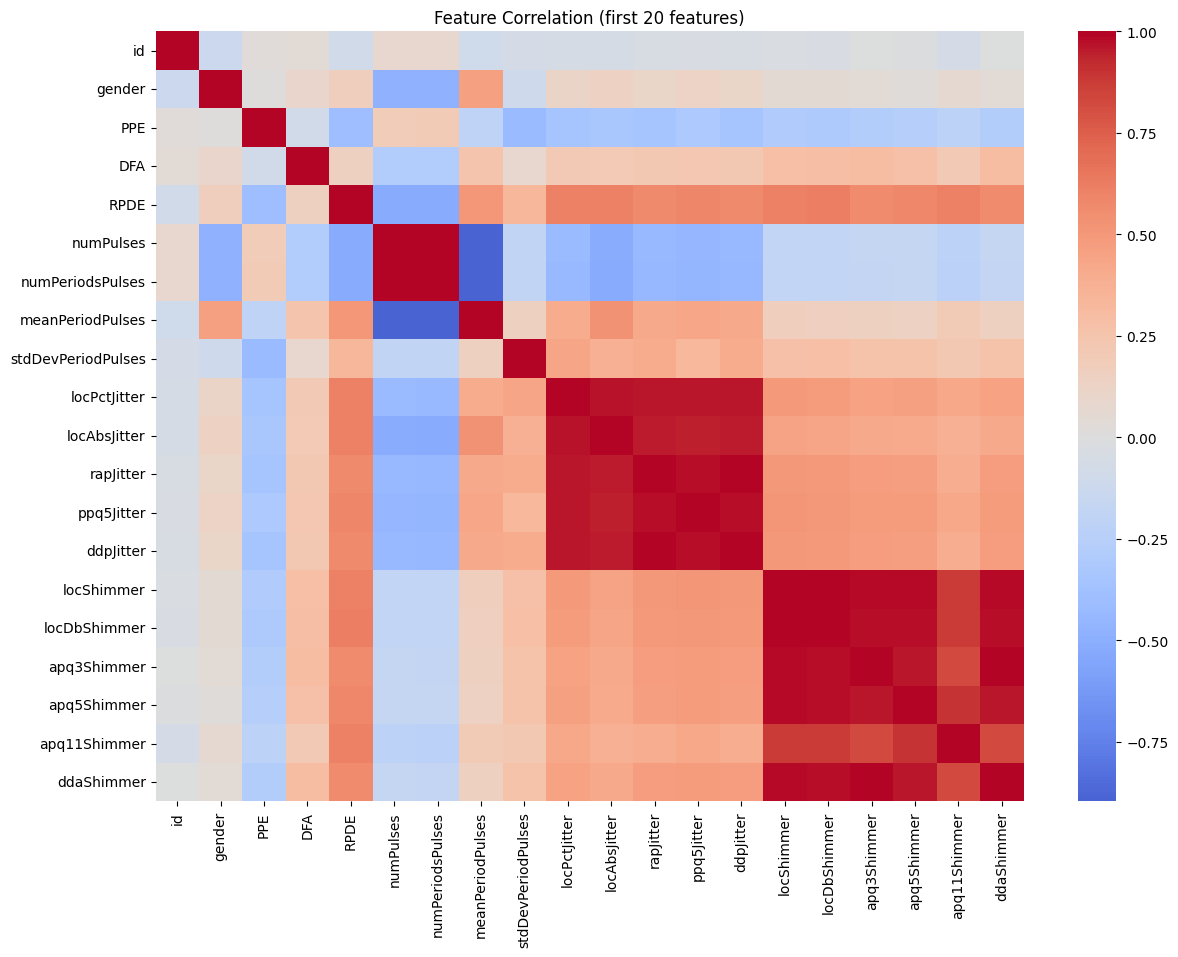 Feature Correlation (first 20 features)
id
gender
PPE
DFA
RPDE
numPulses
numPeriodsPulses
meanPeriodPulses
stdDevPeriodPulses
locPctJitter
locAbsJitter
rapJitter
ppq5Jitter
ddpJitter
locShimmer
locDbShimmer
apq3Shimmer
apq5Shimmer
apq11Shimmer
ddaShimmer
id
gender
PPE
DFA
RPDE
numPulses
numPeriodsPulses
meanPeriodPulses
stdDevPeriodPulses
locPctJitter
locAbsJitter
rapJitter
ppq5Jitter
ddpJitter
locShimmer
locDbShimmer
apq3Shimmer
apq5Shimmer
apq11Shimmer
ddaShimmer
1.00
0.75
0.50
0.25
0.00
−0.25
−0.50
−0.75